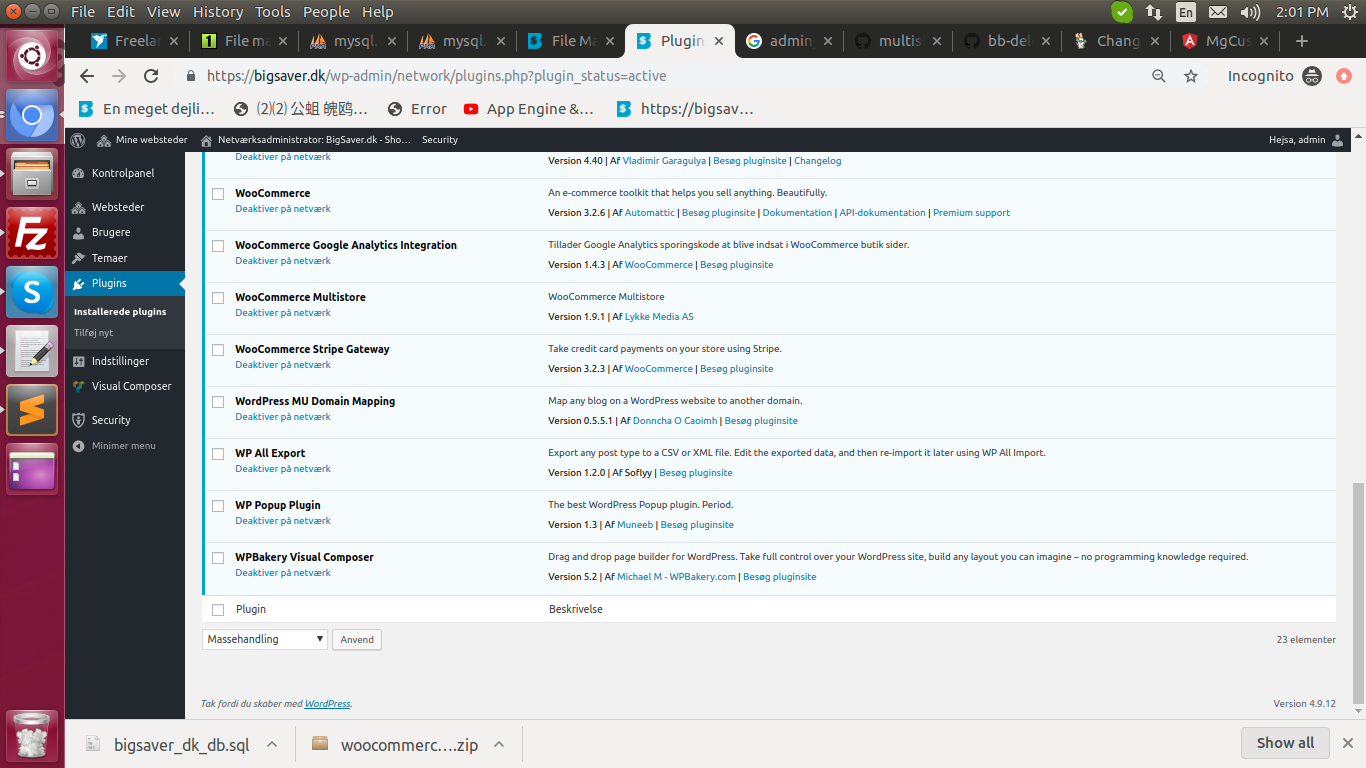 File Edit View History Tools People Help
En
2:01 PM
Freelan
File ma
mysql.
mysql.
File Ma
Plugin
admin
multis
bb-del
Chang
MgCus
https://bigsaver.dk/wp-admin/network/plugins.php?plugin_status=active
Incognito
En meget dejli…
Error
App Engine &…
https://bigsav…
Mine websteder
Netværksadministrator: BigSaver.dk - Sho…
Security
Hejsa, admin
Kontrolpanel
Websteder
Brugere
Temaer
Plugins
Installerede plugins
Tilføj nyt
Indstillinger
Visual Composer
Security
Minimer menu
Deaktiver på netværk
Version 4.40 | Af Vladimir Garagulya | Besøg pluginsite | Changelog
WooCommerce
An e-commerce toolkit that helps you sell anything. Beautifully.
Deaktiver på netværk
Version 3.2.6 | Af Automattic | Besøg pluginsite | Dokumentation | API-dokumentation | Premium support
WooCommerce Google Analytics Integration
Tillader Google Analytics sporingskode at blive indsat i WooCommerce butik sider.
Deaktiver på netværk
Version 1.4.3 | Af WooCommerce | Besøg pluginsite
WooCommerce Multistore
WooCommerce Multistore
Deaktiver på netværk
Version 1.9.1 | Af Lykke Media AS
WooCommerce Stripe Gateway
Take credit card payments on your store using Stripe.
Deaktiver på netværk
Version 3.2.3 | Af WooCommerce | Besøg pluginsite
WordPress MU Domain Mapping
Map any blog on a WordPress website to another domain.
Deaktiver på netværk
Version 0.5.5.1 | Af Donncha O Caoimh | Besøg pluginsite
WP All Export
Export any post type to a CSV or XML file. Edit the exported data, and then re-import it later using WP All Import.
Deaktiver på netværk
Version 1.2.0 | Af Soflyy | Besøg pluginsite
WP Popup Plugin
The best WordPress Popup plugin. Period.
Deaktiver på netværk
Version 1.3 | Af Muneeb | Besøg pluginsite
WPBakery Visual Composer
Drag and drop page builder for WordPress. Take full control over your WordPress site, build any layout you can imagine – no programming knowledge required.
Deaktiver på netværk
Version 5.2 | Af Michael M - WPBakery.com | Besøg pluginsite
Plugin
Beskrivelse
Massehandling
Anvend
23 elementer
Tak fordi du skaber med WordPress.
Version 4.9.12
bigsaver_dk_db.sql
woocommerc….zip
Show all